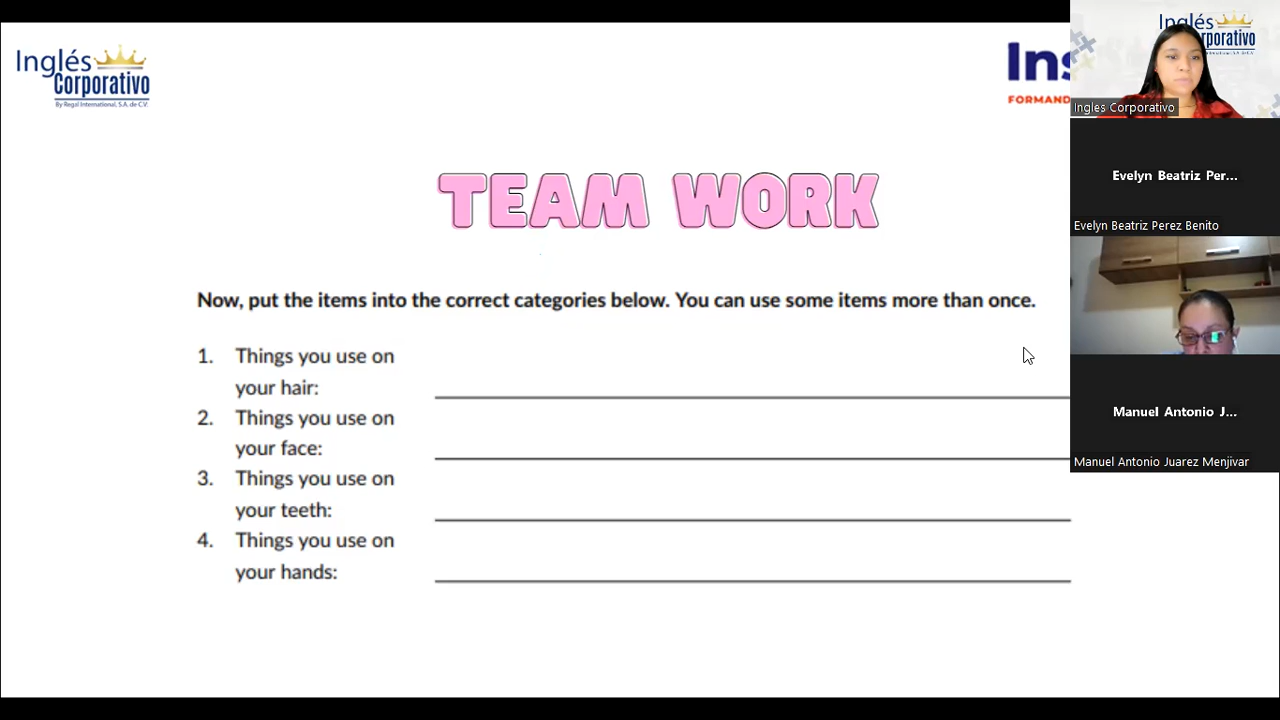 Inglés
Corporativo
By Regal International, S.A. de C.V.
Ins
FORMAND
TEAM WORK
Now, put the items into the correct categories below. You can use some items more than once.
1. Things you use on
your hair:
2. Things you use on
your face:
3. Things you use on
your teeth:
4. Things you use on
your hands:
Inglés
Corporativo
Ingles Corporativo
Evelyn Beatriz Per...
Evelyn Beatriz Perez Benito
Manuel Antonio J...
Manuel Antonio Juarez Menjivar